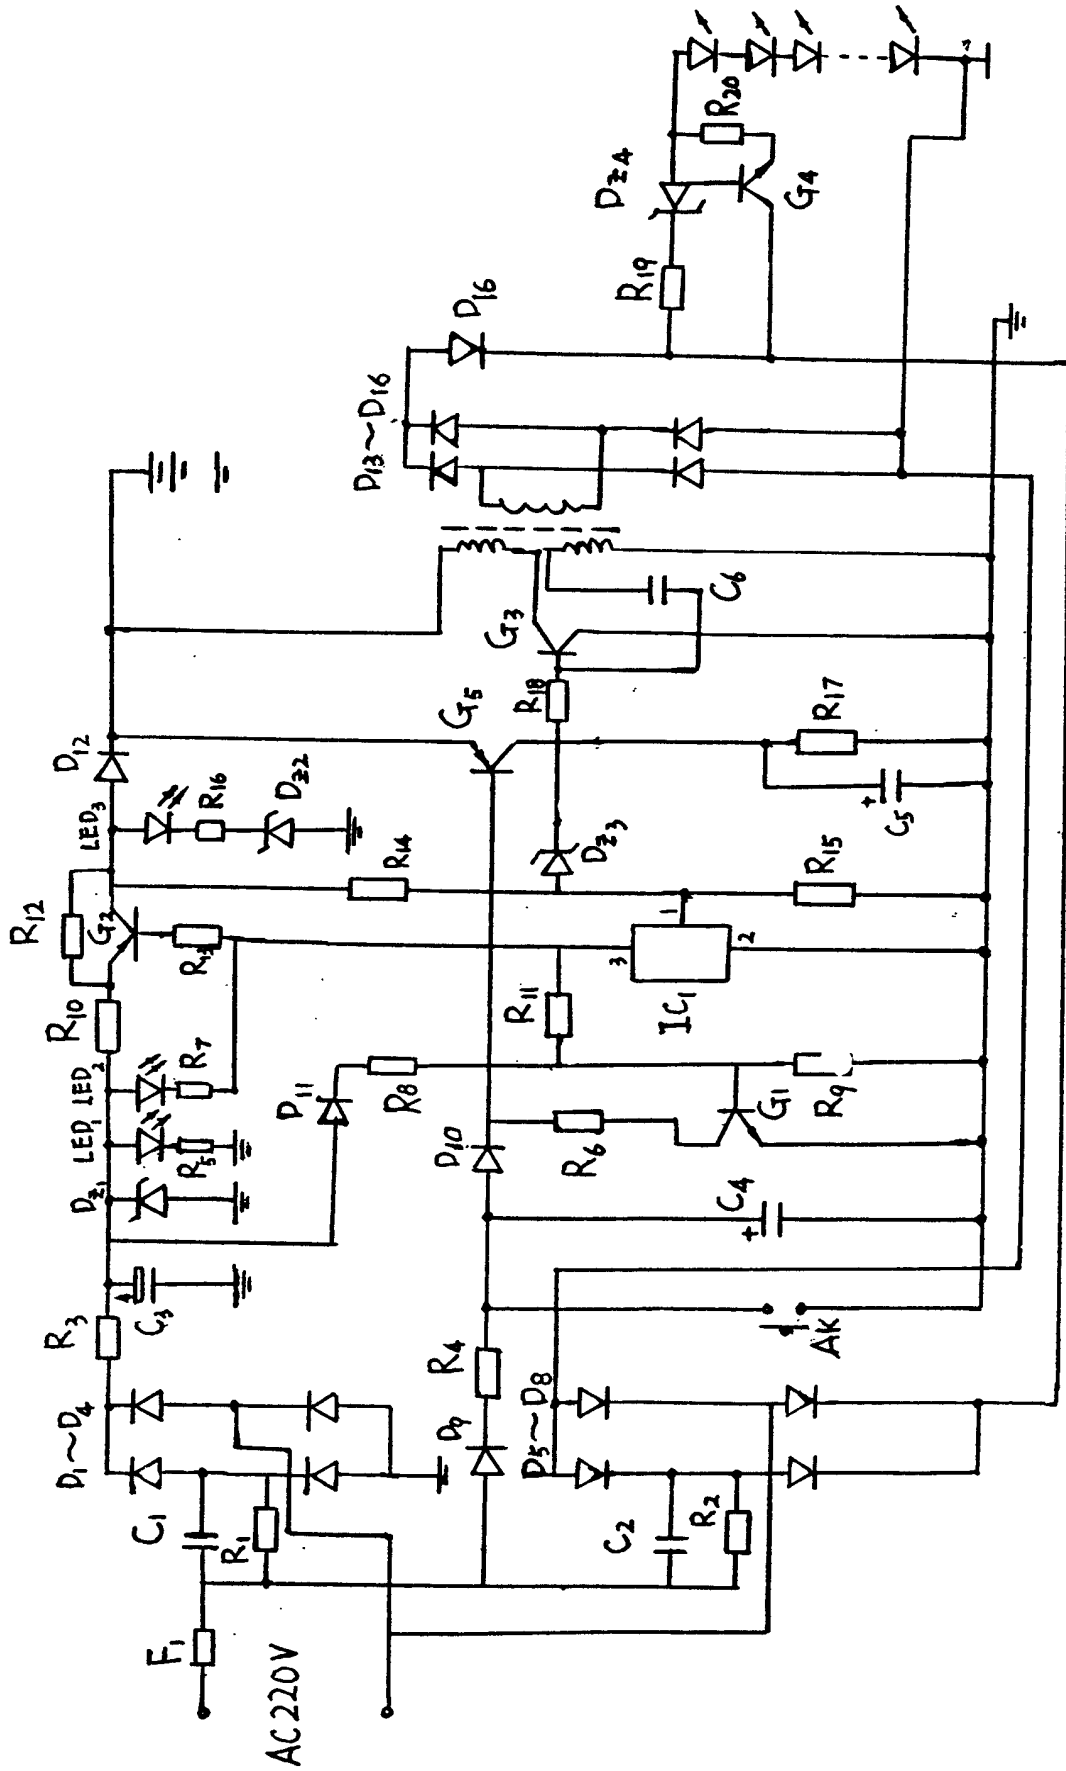 F1
AC220V
C1
R1
D1~D4
R3
C3
DZ1
LED1
R5
LED2
R7
R10
R12
G2
R13
LED3
R16
DZ2
D12
D11
R8
R11
R14
D9
R4
D10
R6
C4
G1
R9
AK
IC1
3
1
2
R15
DZ3
R18
G5
G3
C6
C5
+
R17
+
D5~D8
C2
R2
D13~D16
D16
R19
DZ4
G4
R20